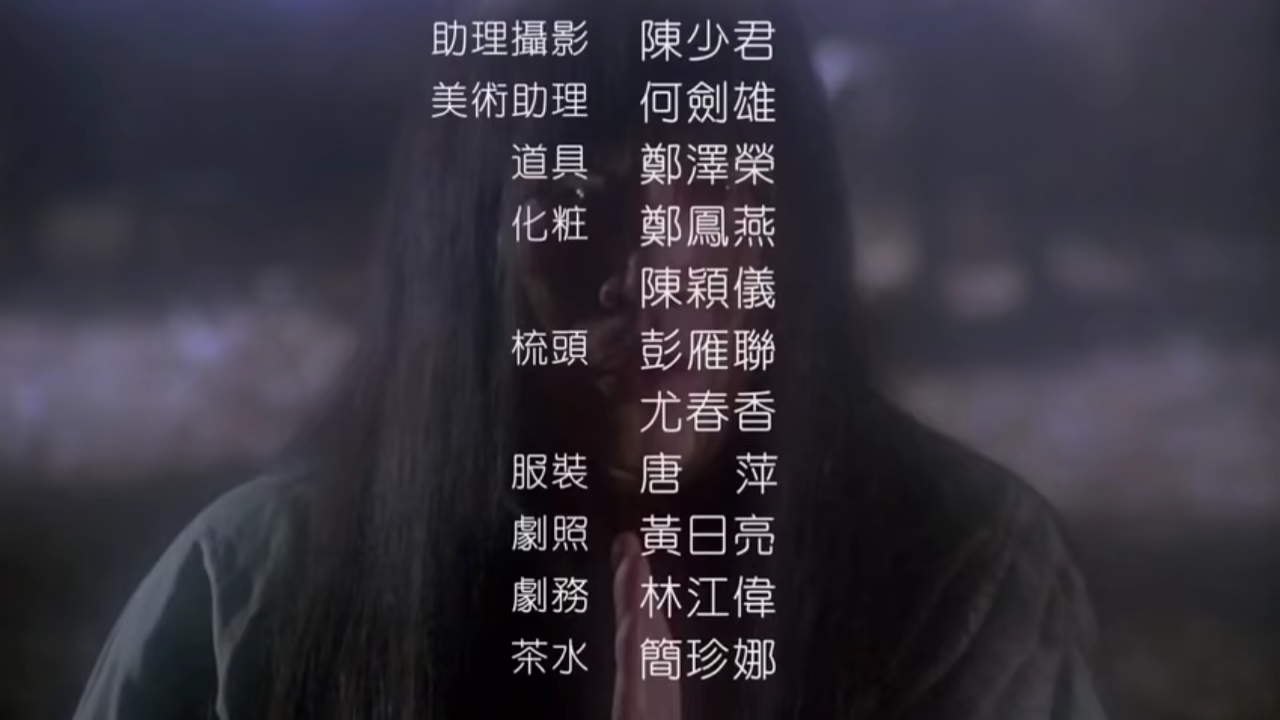 助理攝影 陳少君
美術助理 何劍雄
道具 鄭澤榮
化粧 鄭鳳燕
陳穎儀
梳頭 彭雁聯
尤春香
服裝 唐 萍
劇照 黃日亮
劇務 林江偉
茶水 簡珍娜